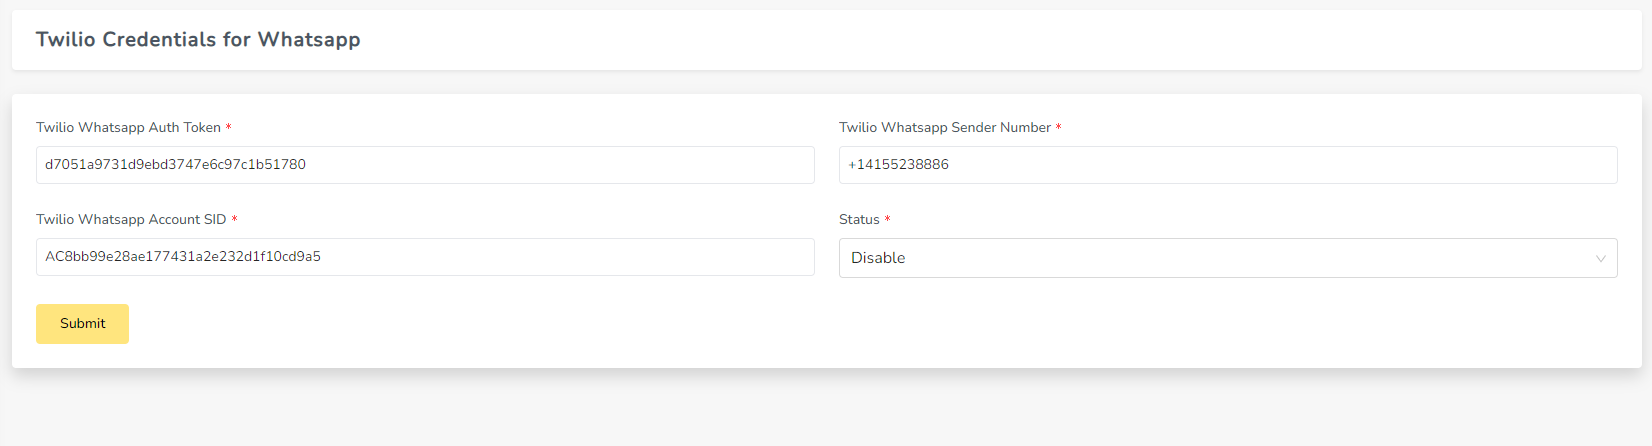 Twilio Credentials for Whatsapp
Twilio Whatsapp Auth Token *
d7051a9731d9ebd3747e6c97c1b51780
Twilio Whatsapp Sender Number *
+14155238886
Twilio Whatsapp Account SID *
AC8bb99e28ae177431a2e232d1f10cd9a5
Status *
Disable
Submit